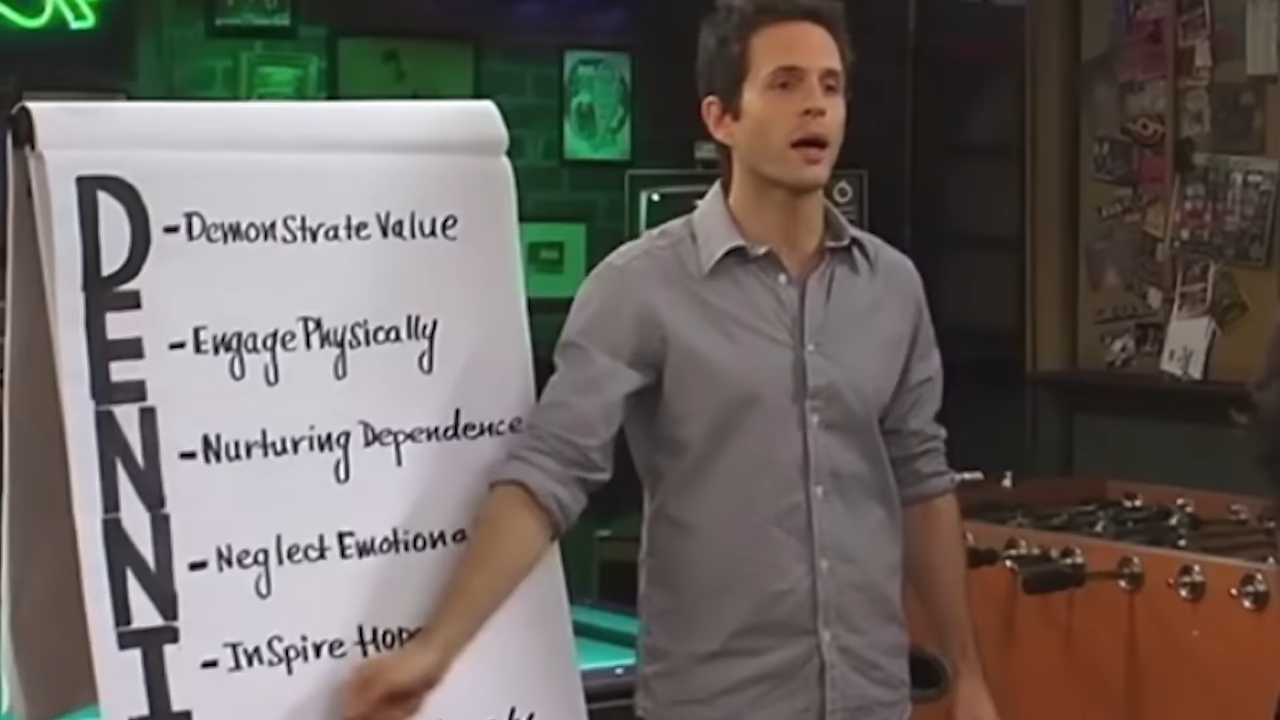 D -Demonstrate Value
E -Engage Physically
N -Nurturing Dependence
N -Neglect Emotiona
I -Inspire Hop